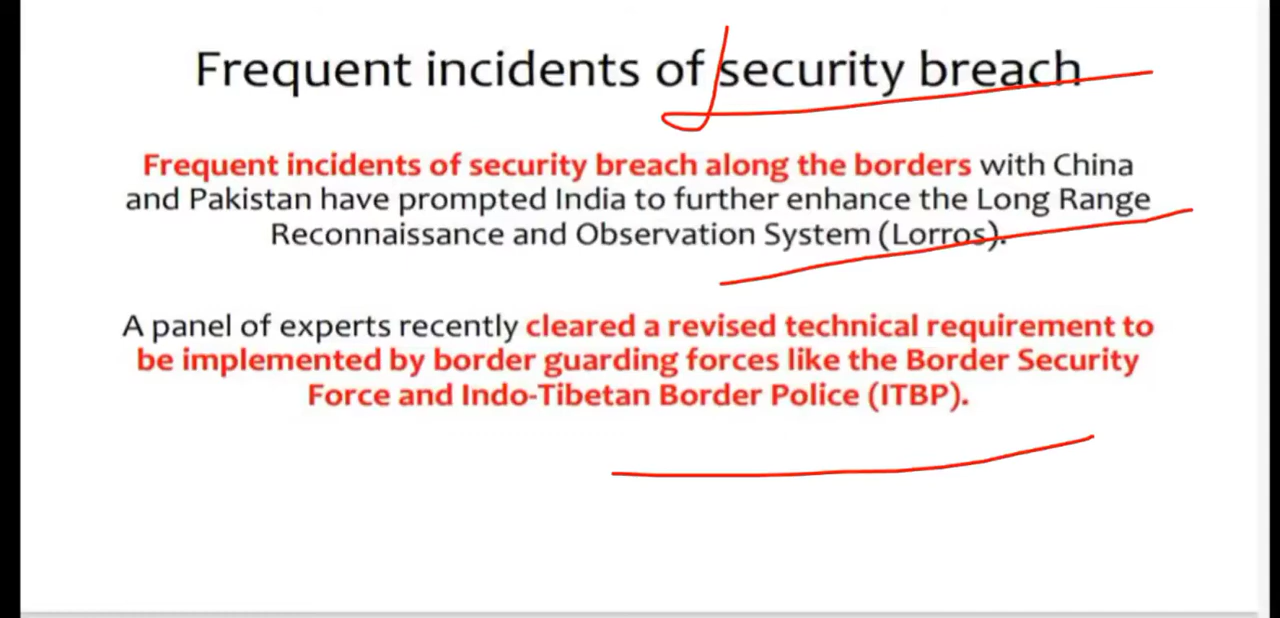 Frequent incidents of security breach
Frequent incidents of security breach along the borders with China
and Pakistan have prompted India to further enhance the Long Range
Reconnaissance and Observation System (Lorros).
A panel of experts recently cleared a revised technical requirement to
be implemented by border guarding forces like the Border Security
Force and Indo-Tibetan Border Police (ITBP).